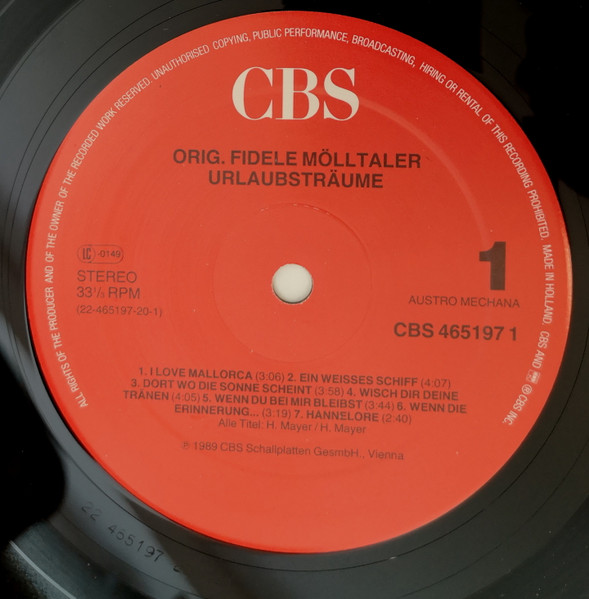 ALL RIGHTS OF THE PRODUCER AND OF THE OWNER OF THE RECORDED WORK RESERVED. UNAUTHORISED COPYING, PUBLIC PERFORMANCE, BROADCASTING, HIRING OR RENTAL OF THIS RECORDING PROHIBITED. MADE IN HOLLAND. CBS AND ℗ CBS INC.
CBS
ORIG. FIDELE MÖLLTALER
URLAUBSTRÄUME
LC -0149
STEREO
33⅓ RPM
(22-465197-20-1)
1
AUSTRO MECHANA
CBS 465197 1
1. I LOVE MALLORCA (3:06) 2. EIN WEISSES SCHIFF (4:07)
3. DORT WO DIE SONNE SCHEINT (3:58) 4. WISCH DIR DEINE
TRÄNEN (4:05) 5. WENN DU BEI MIR BLEIBST (3:44) 6. WENN DIE
ERINNERUNG... (3:19) 7. HANNELORE (2:40)
Alle Titel: H. Mayer / H. Mayer
℗ 1989 CBS Schallplatten GesmbH., Vienna
22 465197